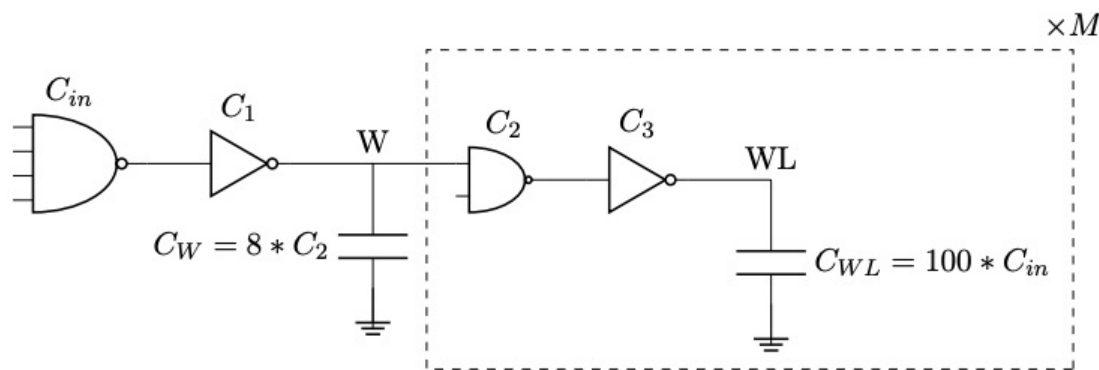 ×M
C_in
C_1
W
C_2
C_3
WL
C_W = 8 * C_2
C_WL = 100 * C_in